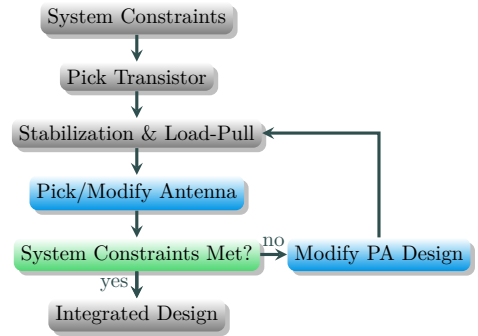 System Constraints
Pick Transistor
Stabilization & Load-Pull
Pick/Modify Antenna
System Constraints Met?
no
Modify PA Design
yes
Integrated Design